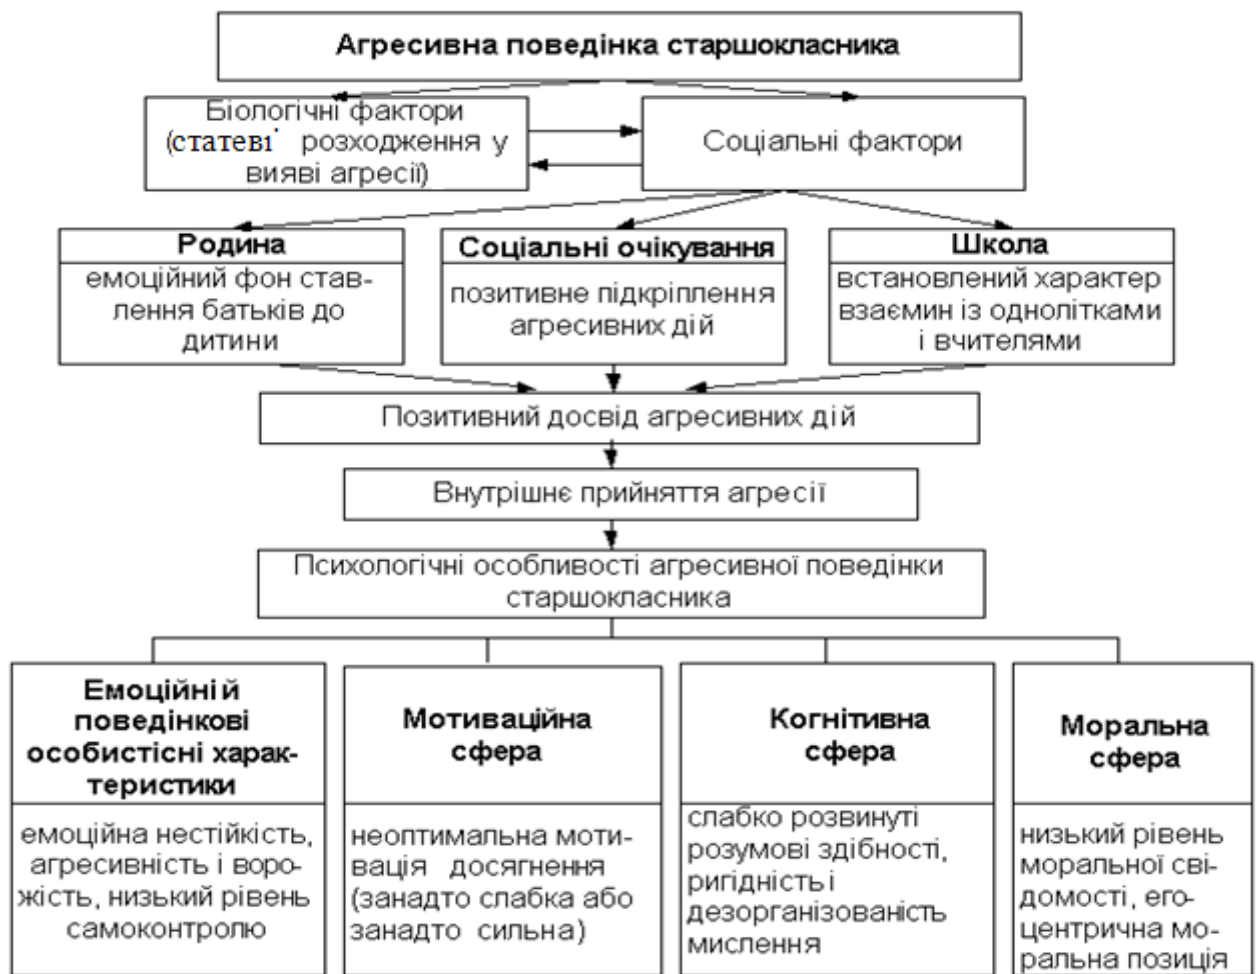 Агресивна поведінка старшокласника
Біологічні фактори
(статеві розходження у
вияві агресії)
Соціальні фактори
Родина
емоційний фон став-
лення батьків до
дитини
Соціальні очікування
позитивне підкріплення
агресивних дій
Школа
встановлений характер
взаємин із однолітками
і вчителями
Позитивний досвід агресивних дій
Внутрішнє прийняття агресії
Психологічні особливості агресивної поведінки
старшокласника
Емоційні й
поведінкові
особистісні харак-
теристики
емоційна нестійкість,
агресивність і воро-
жість, низький рівень
самоконтролю
Мотиваційна
сфера
неоптимальна моти-
вація досягнення
(занадто слабка або
занадто сильна)
Когнітивна
сфера
слабко розвинуті
розумові здібності,
ригідність і
дезорганізованість
мислення
Моральна
сфера
низький рівень
моральної сві-
домості, его-
центрична мо-
ральна позиція